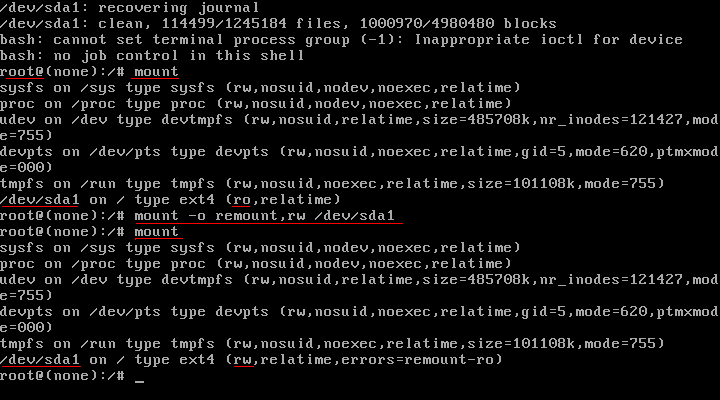 /dev/sda1: recovering journal
/dev/sda1: clean, 114499/1245184 files, 1000970/4980480 blocks
bash: cannot set terminal process group (-1): Inappropriate ioctl for device
bash: no job control in this shell
root@(none):/# mount
sysfs on /sys type sysfs (rw,nosuid,nodev,noexec,relatime)
proc on /proc type proc (rw,nosuid,nodev,noexec,relatime)
udev on /dev type devtmpfs (rw,nosuid,relatime,size=485708k,nr_inodes=121427,mod
e=755)
devpts on /dev/pts type devpts (rw,nosuid,noexec,relatime,gid=5,mode=620,ptmxmod
e=000)
tmpfs on /run type tmpfs (rw,nosuid,noexec,relatime,size=101108k,mode=755)
/dev/sda1 on / type ext4 (ro,relatime)
root@(none):/# mount -o remount,rw /dev/sda1
root@(none):/# mount
sysfs on /sys type sysfs (rw,nosuid,nodev,noexec,relatime)
proc on /proc type proc (rw,nosuid,nodev,noexec,relatime)
udev on /dev type devtmpfs (rw,nosuid,relatime,size=485708k,nr_inodes=121427,mod
e=755)
devpts on /dev/pts type devpts (rw,nosuid,noexec,relatime,gid=5,mode=620,ptmxmod
e=000)
tmpfs on /run type tmpfs (rw,nosuid,noexec,relatime,size=101108k,mode=755)
/dev/sda1 on / type ext4 (rw,relatime,errors=remount-ro)
root@(none):/# _